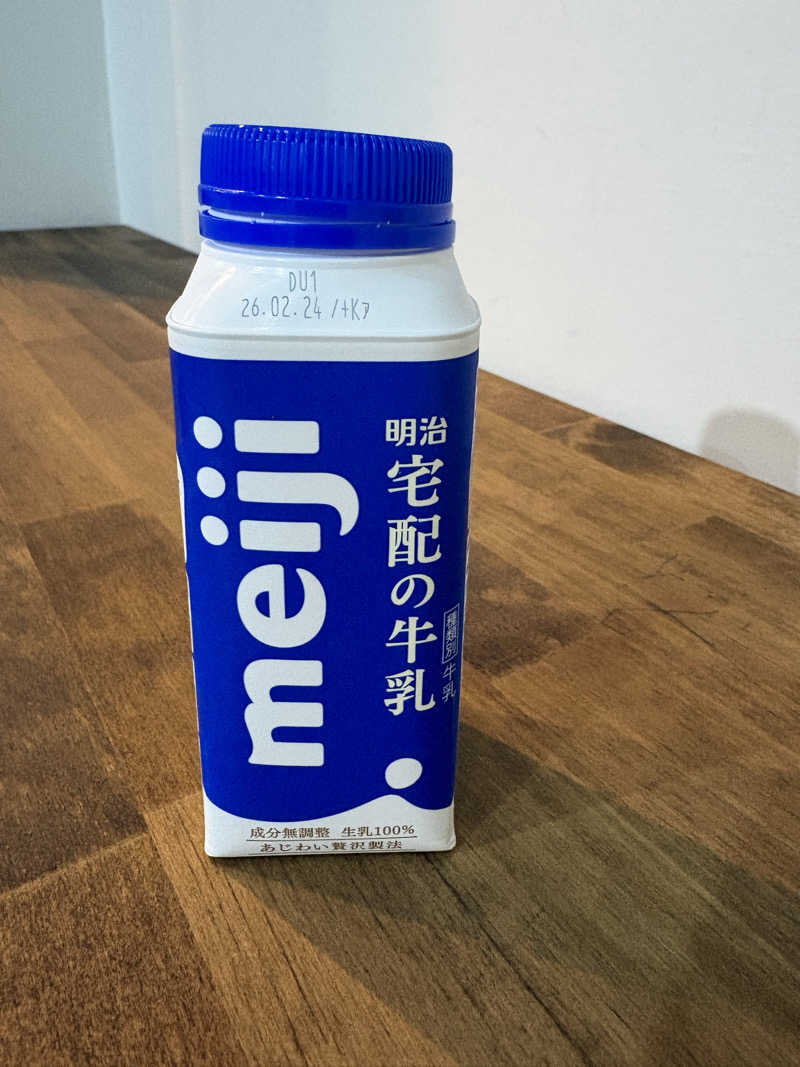 DU1
26.02.24 /+Kｱ
meiji
明治
宅配の牛乳
種類別 牛乳
成分無調整 生乳100%
あじわい贅沢製法